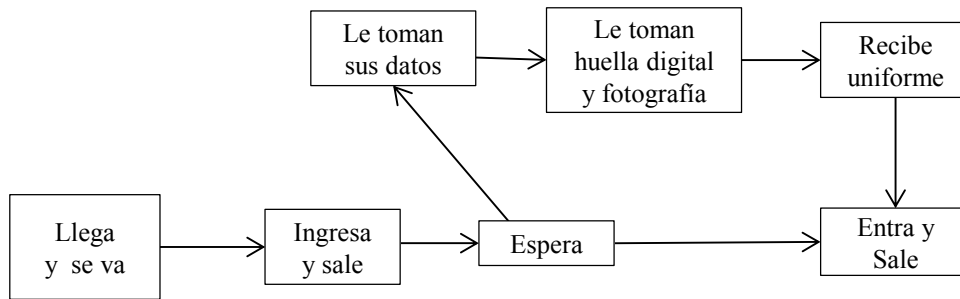 Le toman
sus datos
Le toman
huella digital
y fotografía
Recibe
uniforme
Llega
y se va
Ingresa
y sale
Espera
Entra y
Sale